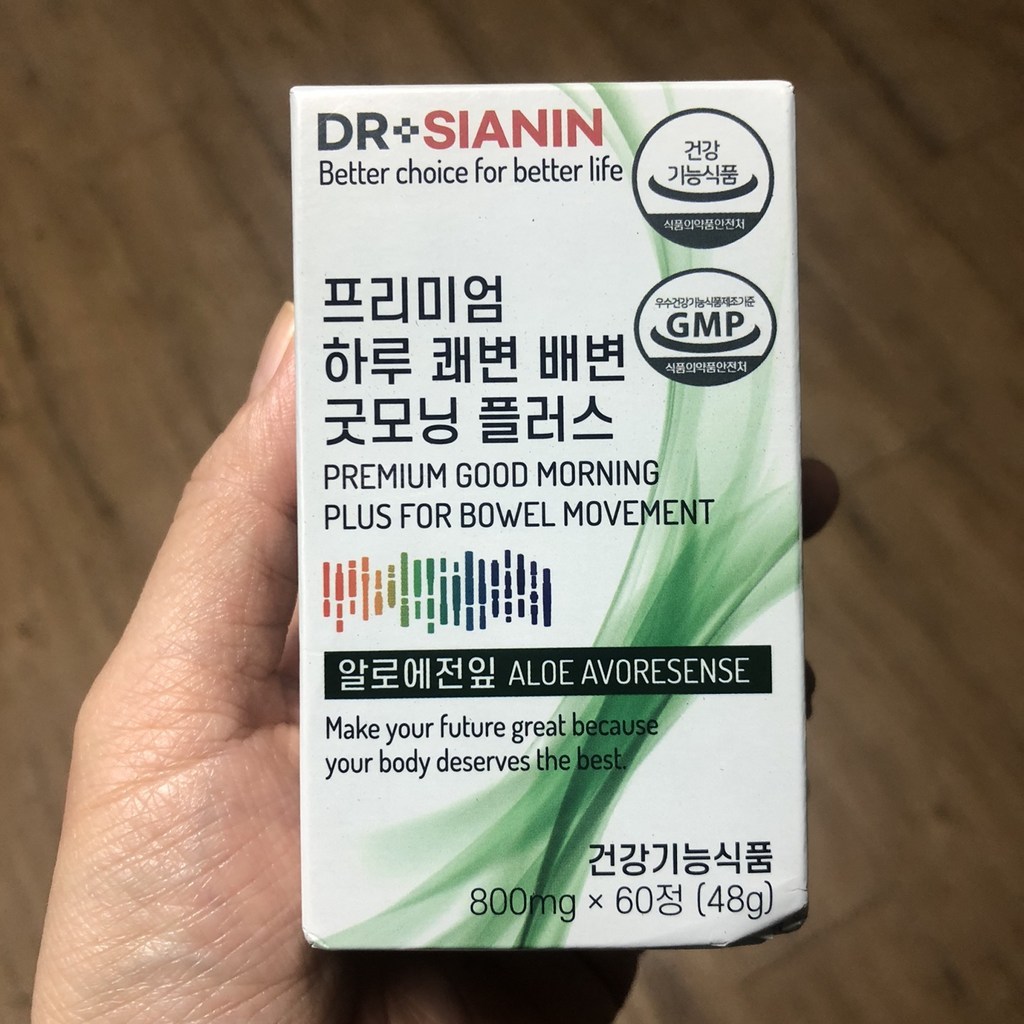 DR+SIANIN
Better choice for better life
건강
기능식품
식품의약품안전처
프리미엄
하루 쾌변 배변
굿모닝 플러스
우수건강기능식품제조기준
GMP
식품의약품안전처
PREMIUM GOOD MORNING
PLUS FOR BOWEL MOVEMENT
알로에전잎 ALOE AVORESENSE
Make your future great because
your body deserves the best.
건강기능식품
800mg × 60정 (48g)